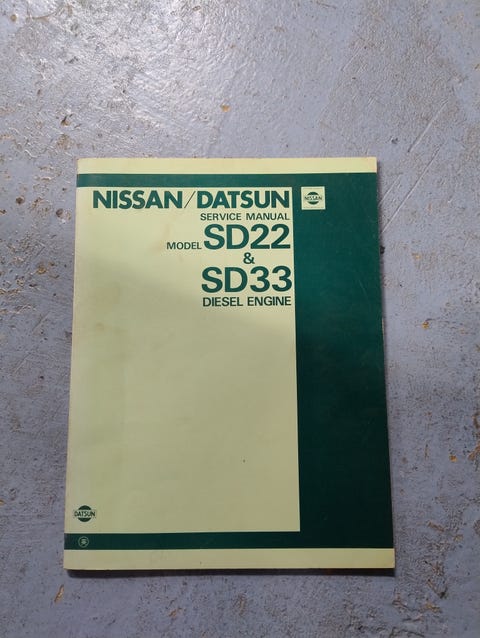 NISSAN/DATSUN
NISSAN
SERVICE MANUAL
MODEL SD22
&
SD33
DIESEL ENGINE
DATSUN